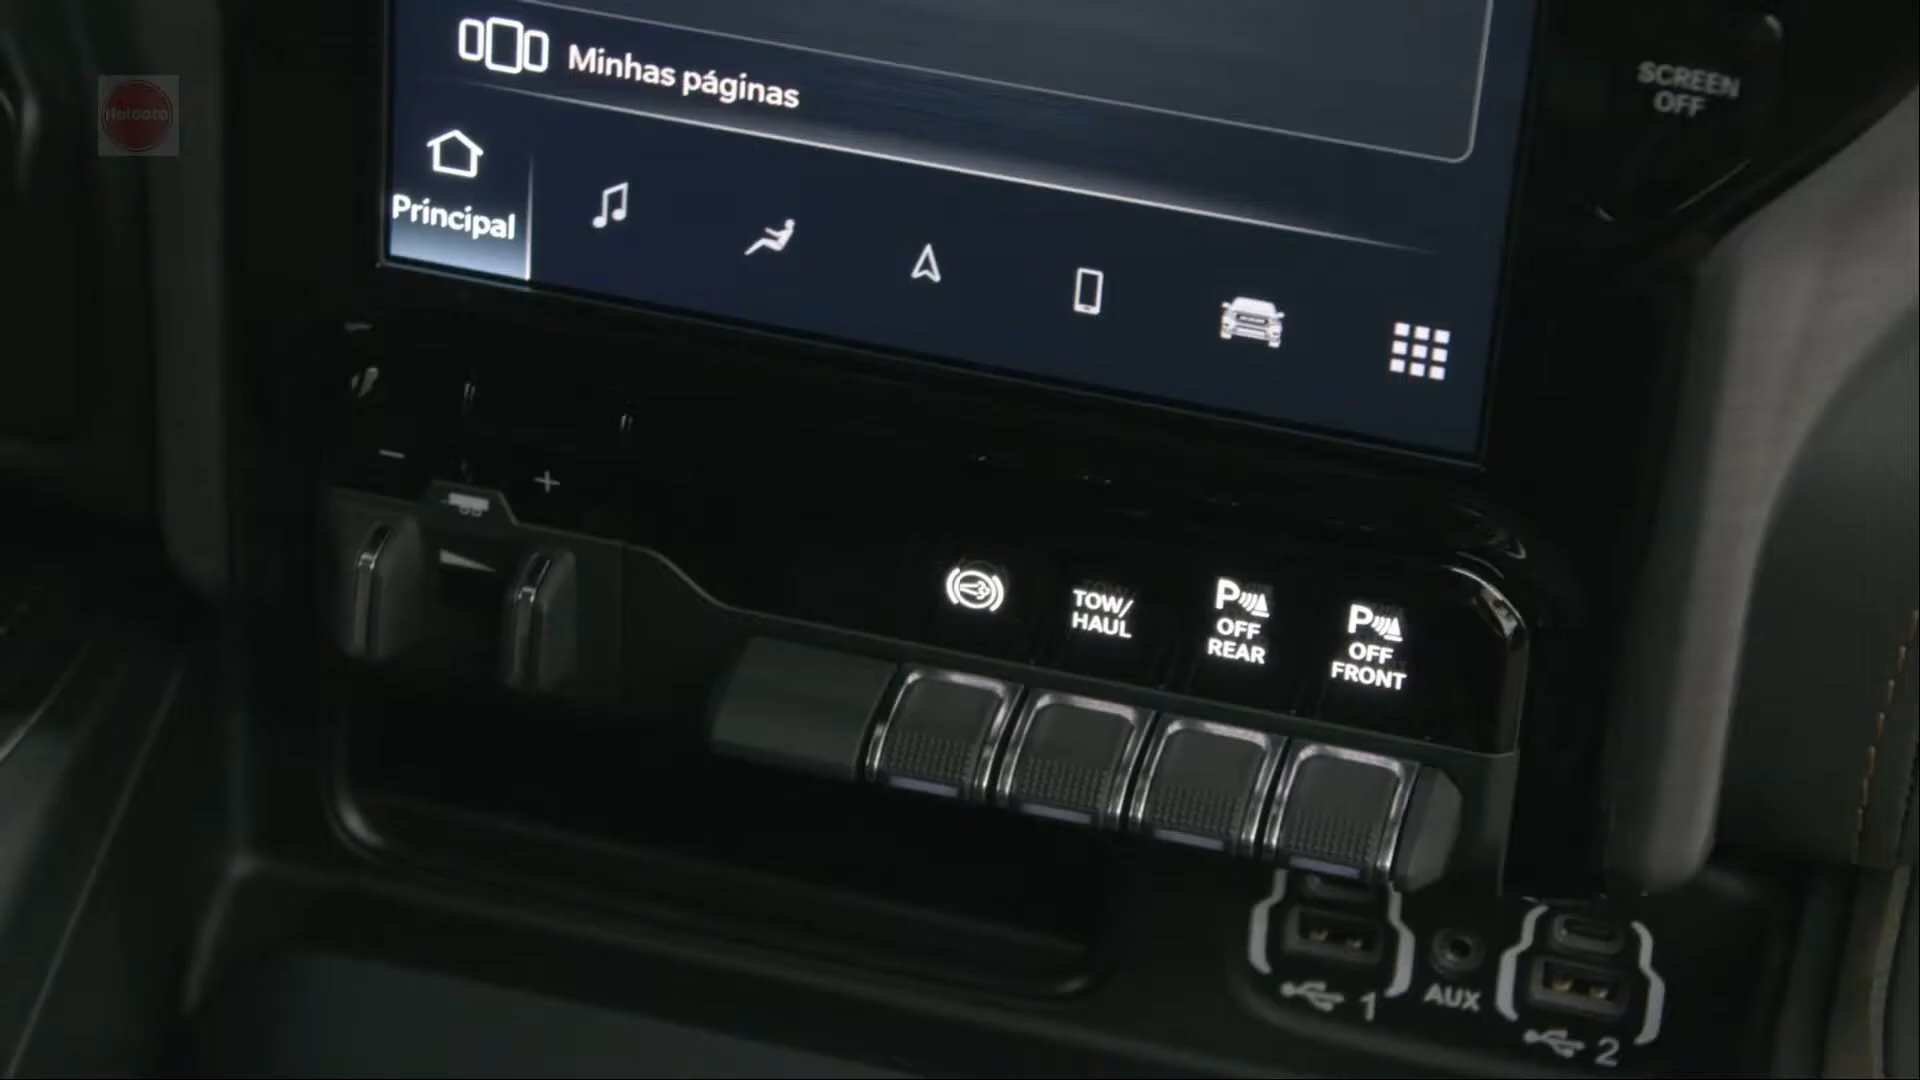 Minhas páginas
SCREEN
OFF
Principal
- +
TOW/
HAUL
P
OFF
REAR
P
OFF
FRONT
1
AUX
2